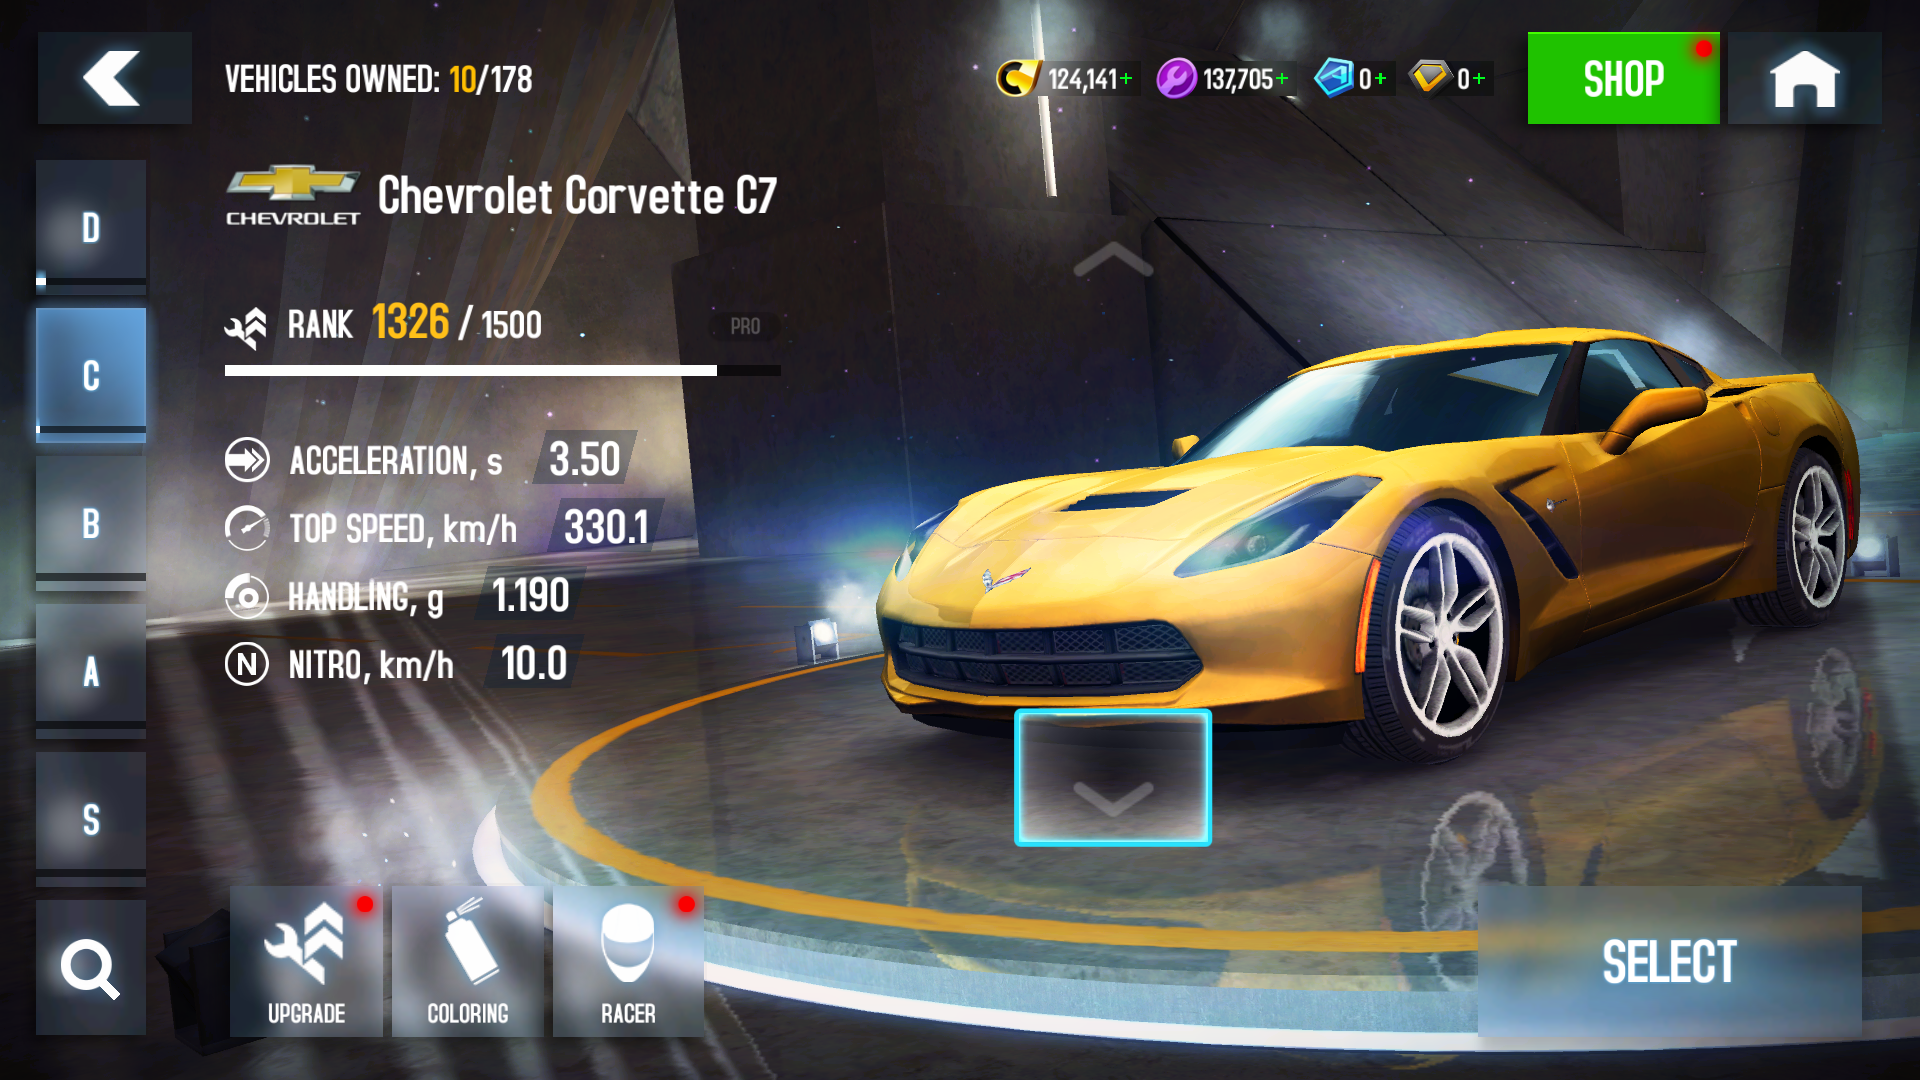 VEHICLES OWNED: 10/178
124,141+
137,705+
0+
0+
SHOP
CHEVROLET
Chevrolet Corvette C7
RANK 1326 / 1500
PRO
ACCELERATION, s 3.50
TOP SPEED, km/h 330.1
HANDLING, g 1.190
N NITRO, km/h 10.0
D
C
B
A
S
UPGRADE
COLORING
RACER
SELECT